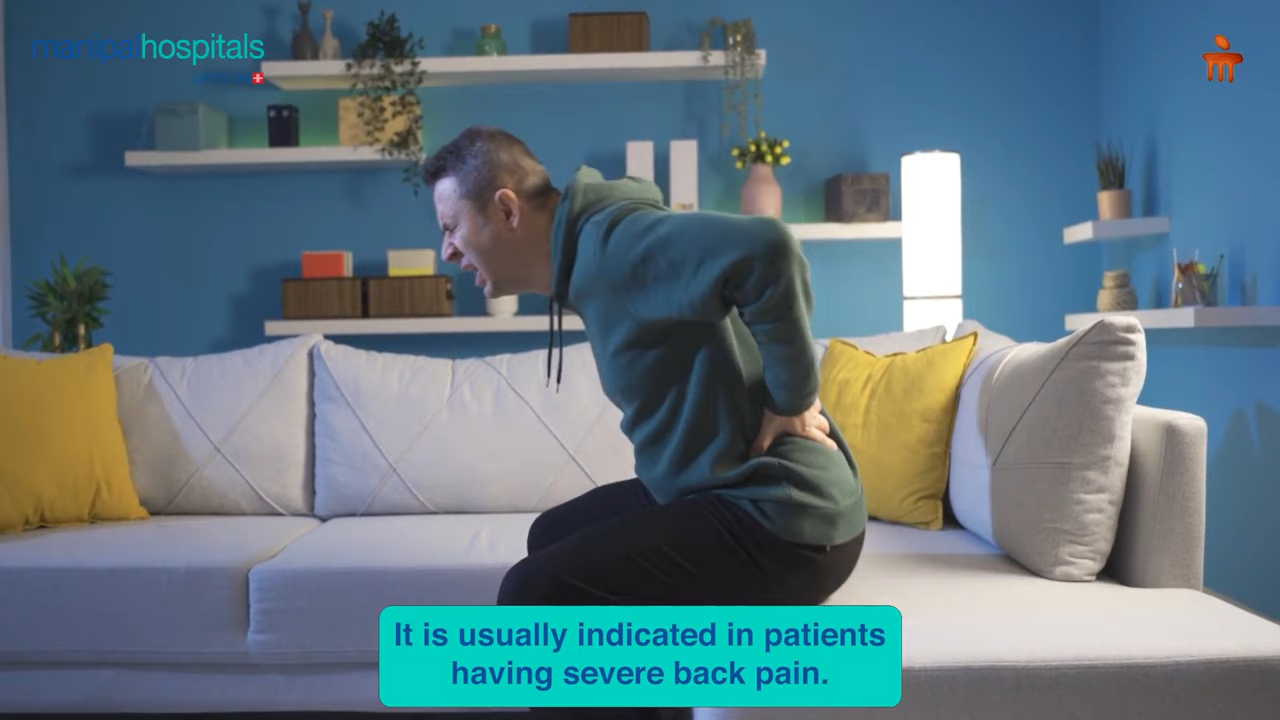 manipalhospitals
It is usually indicated in patients
having severe back pain.